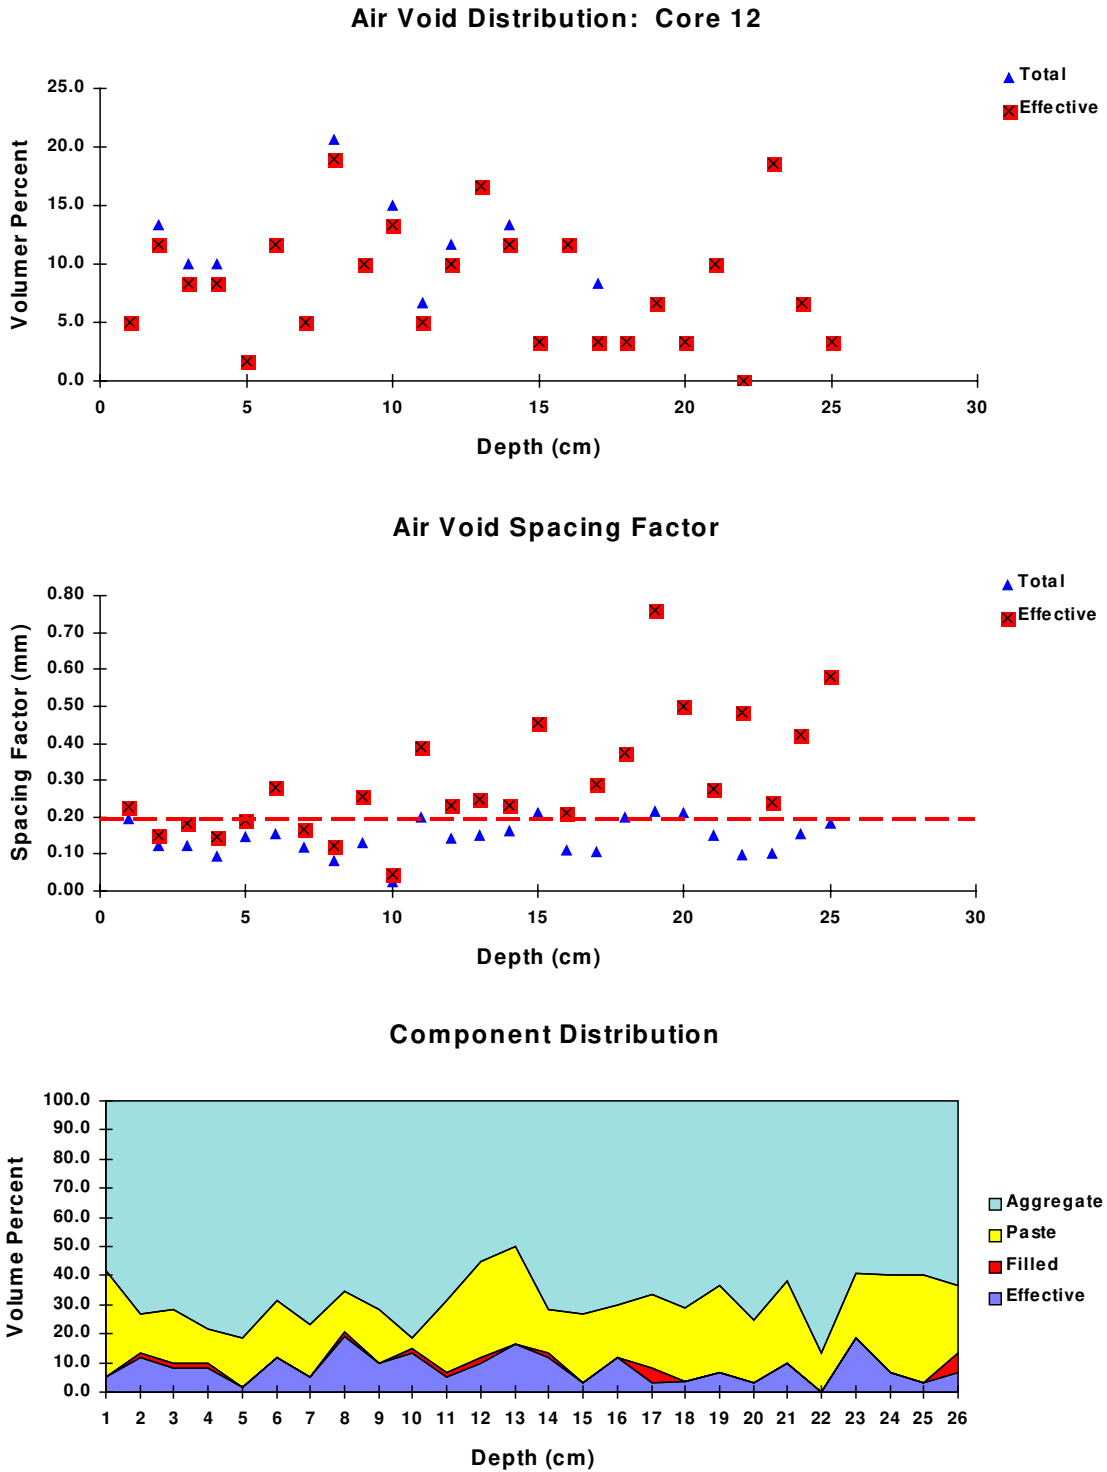 Air Void Distribution: Core 12
Total
Effective
Volumer Percent
25.0
20.0
15.0
10.0
5.0
0.0
0 5 10 15 20 25 30
Depth (cm)
Air Void Spacing Factor
Total
Effective
Spacing Factor (mm)
0.80
0.70
0.60
0.50
0.40
0.30
0.20
0.10
0.00
0 5 10 15 20 25 30
Depth (cm)
Component Distribution
Volume Percent
100.0
90.0
80.0
70.0
60.0
50.0
40.0
30.0
20.0
10.0
0.0
Aggregate
Paste
Filled
Effective
1 2 3 4 5 6 7 8 9 10 11 12 13 14 15 16 17 18 19 20 21 22 23 24 25 26
Depth (cm)